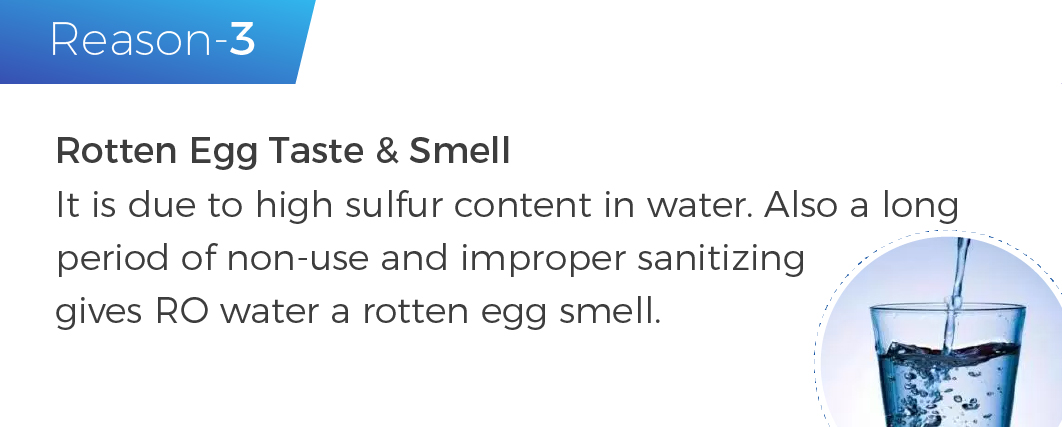 Reason-3
Rotten Egg Taste & Smell
It is due to high sulfur content in water. Also a long
period of non-use and improper sanitizing
gives RO water a rotten egg smell.